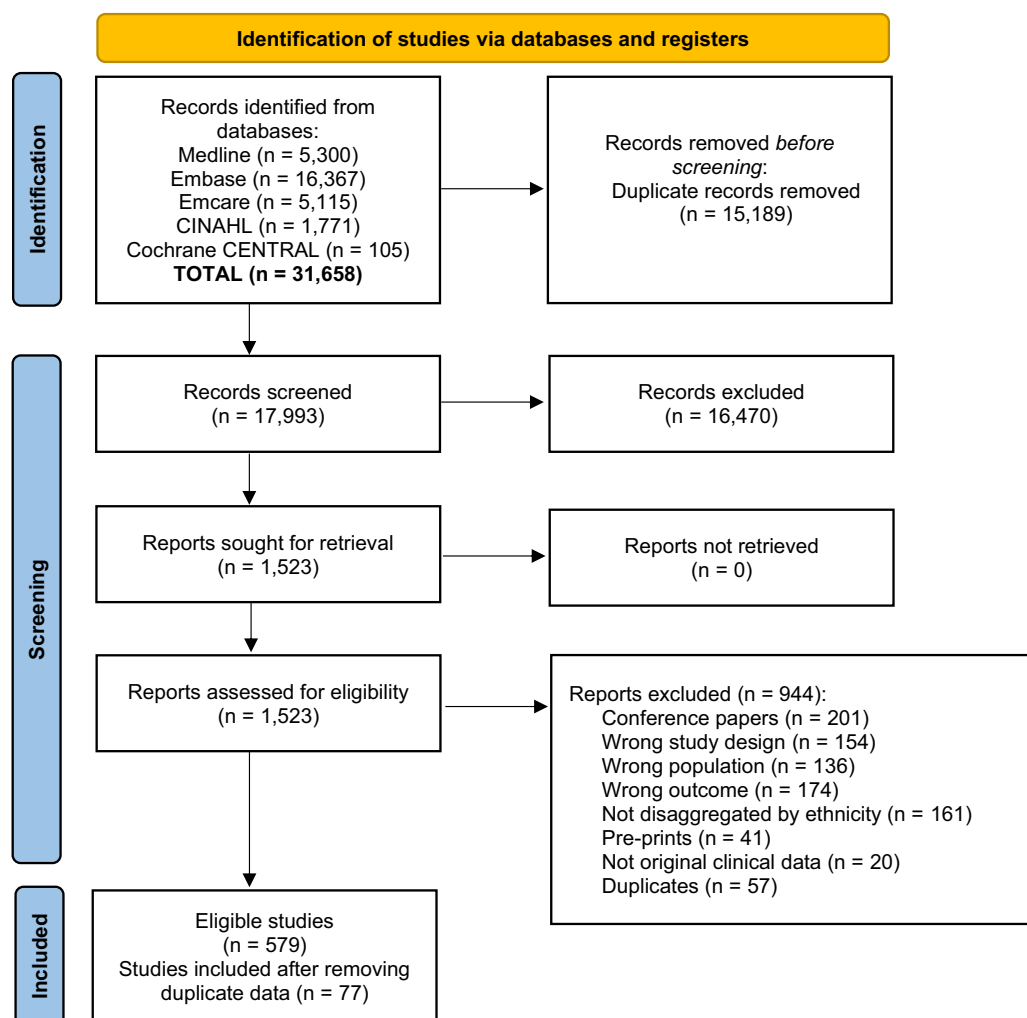 Identification of studies via databases and registers
Identification
Records identified from
databases:
Medline (n = 5,300)
Embase (n = 16,367)
Emcare (n = 5,115)
CINAHL (n = 1,771)
Cochrane CENTRAL (n = 105)
TOTAL (n = 31,658)
Records removed before
screening:
Duplicate records removed
(n = 15,189)
Screening
Records screened
(n = 17,993)
Records excluded
(n = 16,470)
Reports sought for retrieval
(n = 1,523)
Reports not retrieved
(n = 0)
Reports assessed for eligibility
(n = 1,523)
Reports excluded (n = 944):
Conference papers (n = 201)
Wrong study design (n = 154)
Wrong population (n = 136)
Wrong outcome (n = 174)
Not disaggregated by ethnicity (n = 161)
Pre-prints (n = 41)
Not original clinical data (n = 20)
Duplicates (n = 57)
Included
Eligible studies
(n = 579)
Studies included after removing
duplicate data (n = 77)